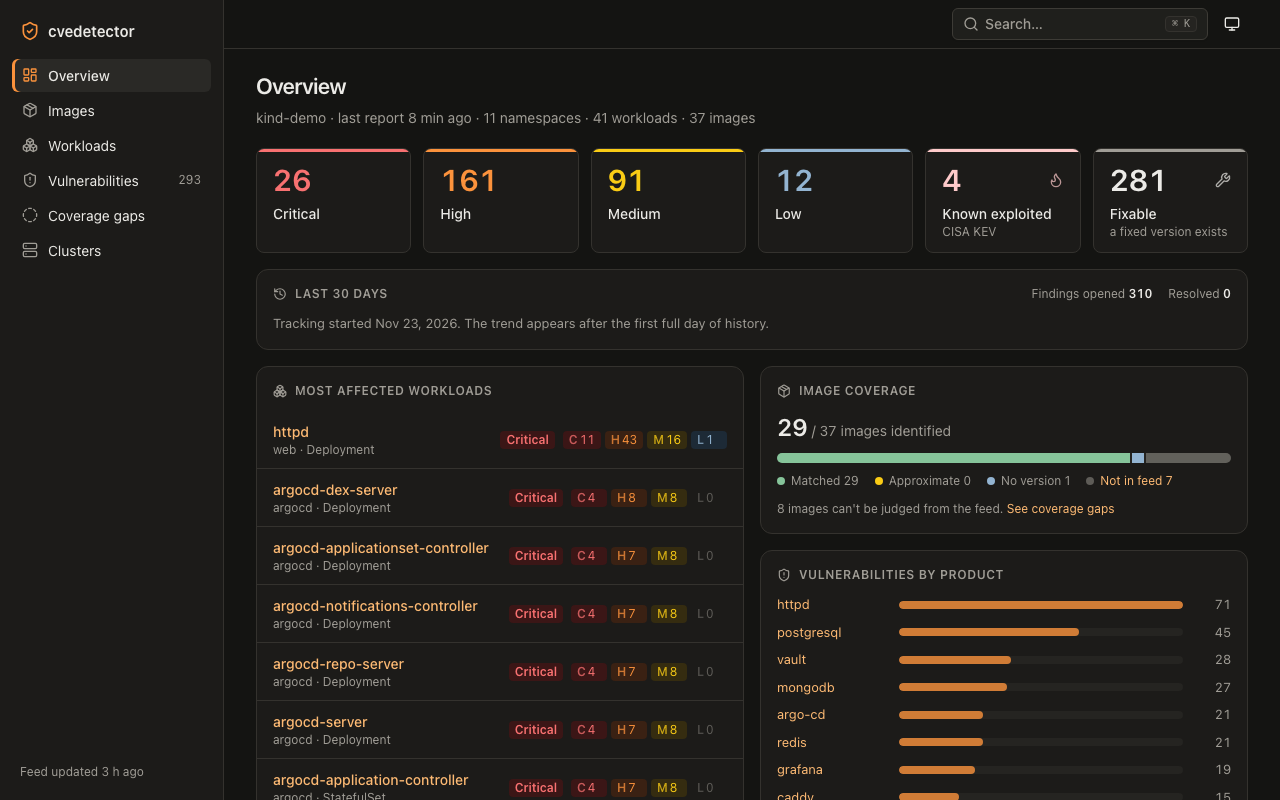 cvedetector
Search...
⌘ K
Overview
Images
Workloads
Vulnerabilities 293
Coverage gaps
Clusters
Feed updated 3 h ago
Overview
kind-demo · last report 8 min ago · 11 namespaces · 41 workloads · 37 images
26
Critical
161
High
91
Medium
12
Low
4
Known exploited
CISA KEV
281
Fixable
a fixed version exists
LAST 30 DAYS
Findings opened 310 Resolved 0
Tracking started Nov 23, 2026. The trend appears after the first full day of history.
MOST AFFECTED WORKLOADS
httpd
web · Deployment
Critical C 11 H 43 M 16 L 1
argocd-dex-server
argocd · Deployment
Critical C 4 H 8 M 8 L 0
argocd-applicationset-controller
argocd · Deployment
Critical C 4 H 7 M 8 L 0
argocd-notifications-controller
argocd · Deployment
Critical C 4 H 7 M 8 L 0
argocd-repo-server
argocd · Deployment
Critical C 4 H 7 M 8 L 0
argocd-server
argocd · Deployment
Critical C 4 H 7 M 8 L 0
argocd-application-controller
argocd · StatefulSet
Critical C 4 H 7 M 8 L 0
IMAGE COVERAGE
29 / 37 images identified
Matched 29 Approximate 0 No version 1 Not in feed 7
8 images can't be judged from the feed. See coverage gaps
VULNERABILITIES BY PRODUCT
httpd 71
postgresql 45
vault 28
mongodb 27
argo-cd 21
redis 21
grafana 19
caddy 15